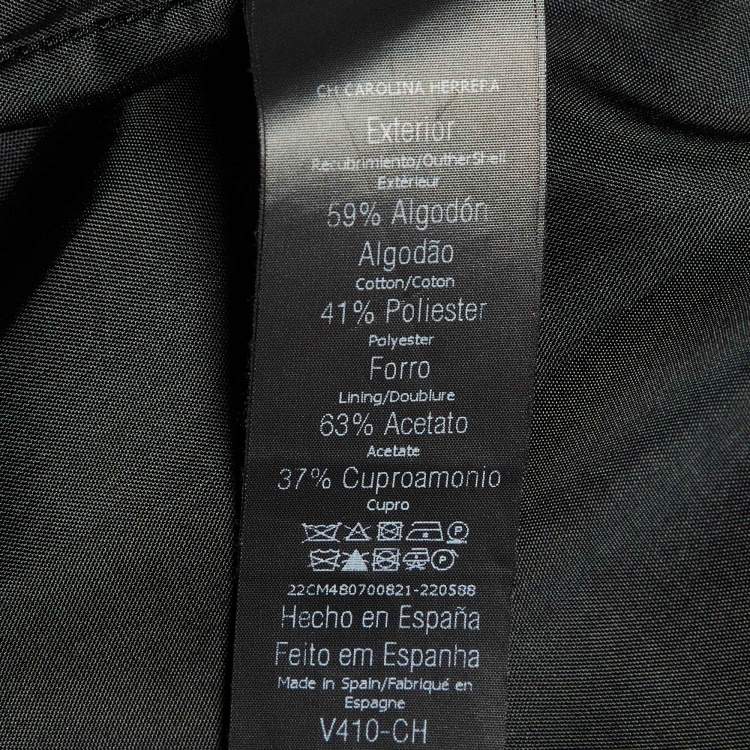 CH CAROLINA HERRERA
Exterior
Recubrimiento/OutherShell
Extérieur
59% Algodón
Algodão
Cotton/Coton
41% Poliester
Polyester
Forro
Lining/Doublure
63% Acetato
Acetate
37% Cuproamonio
Cupro
22CM480700821-220588
Hecho en España
Feito em Espanha
Made in Spain/Fabriqué en
Espagne
V410-CH